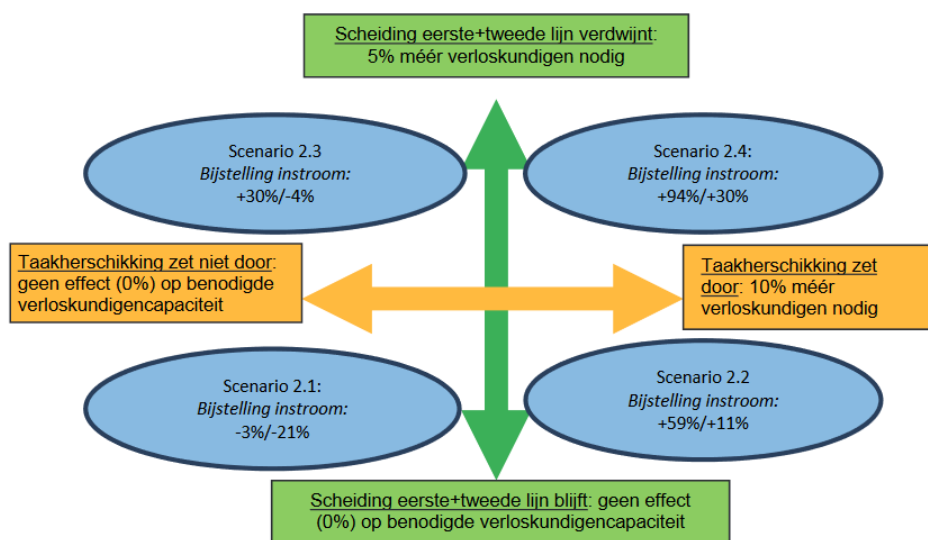 Scheiding eerste+tweede lijn verdwijnt:
5% méér verloskundigen nodig
Scenario 2.3
Bijstelling instroom:
+30%/-4%
Scenario 2.4:
Bijstelling instroom:
+94%/+30%
Taakherschikking zet niet door:
geen effect (0%) op benodigde
verloskundigencapaciteit
Taakherschikking zet
door: 10% méér
verloskundigen nodig
Scenario 2.1:
Bijstelling instroom:
-3%/-21%
Scenario 2.2
Bijstelling instroom:
+59%/+11%
Scheiding eerste+tweede lijn blijft: geen effect
(0%) op benodigde verloskundigencapaciteit